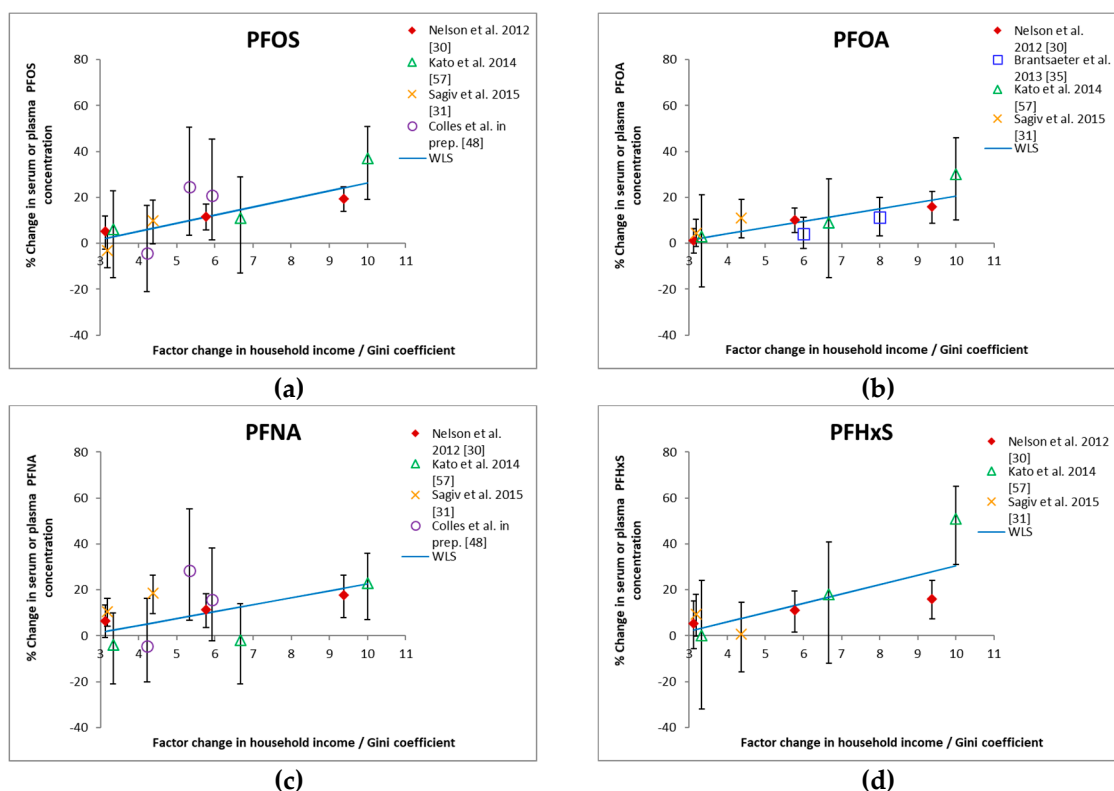 PFOS
% Change in serum or plasma PFOS
concentration
80
60
40
20
0
-20
-40
3 4 5 6 7 8 9 10 11
Factor change in household income / Gini coefficient
Nelson et al. 2012
[30]
Kato et al. 2014
[57]
Sagiv et al. 2015
[31]
Colles et al. in
prep. [48]
WLS
(a)
PFOA
% Change in serum or plasma PFOA
concentration
80
60
40
20
0
-20
-40
3 4 5 6 7 8 9 10 11
Factor change in household income / Gini coefficient
Nelson et al.
2012 [30]
Brantsaeter et al.
2013 [35]
Kato et al. 2014
[57]
Sagiv et al. 2015
[31]
WLS
(b)
PFNA
% Change in serum or plasma PFNA
concentration
80
60
40
20
0
-20
-40
3 4 5 6 7 8 9 10 11
Factor change in household income / Gini coefficient
Nelson et al.
2012 [30]
Kato et al. 2014
[57]
Sagiv et al. 2015
[31]
Colles et al. in
prep. [48]
WLS
(c)
PFHxS
% Change in serum or plasma PFHxS
concentration
80
60
40
20
0
-20
-40
3 4 5 6 7 8 9 10 11
Factor change in household income / Gini coefficient
Nelson et al. 2012
[30]
Kato et al. 2014
[57]
Sagiv et al. 2015
[31]
WLS
(d)